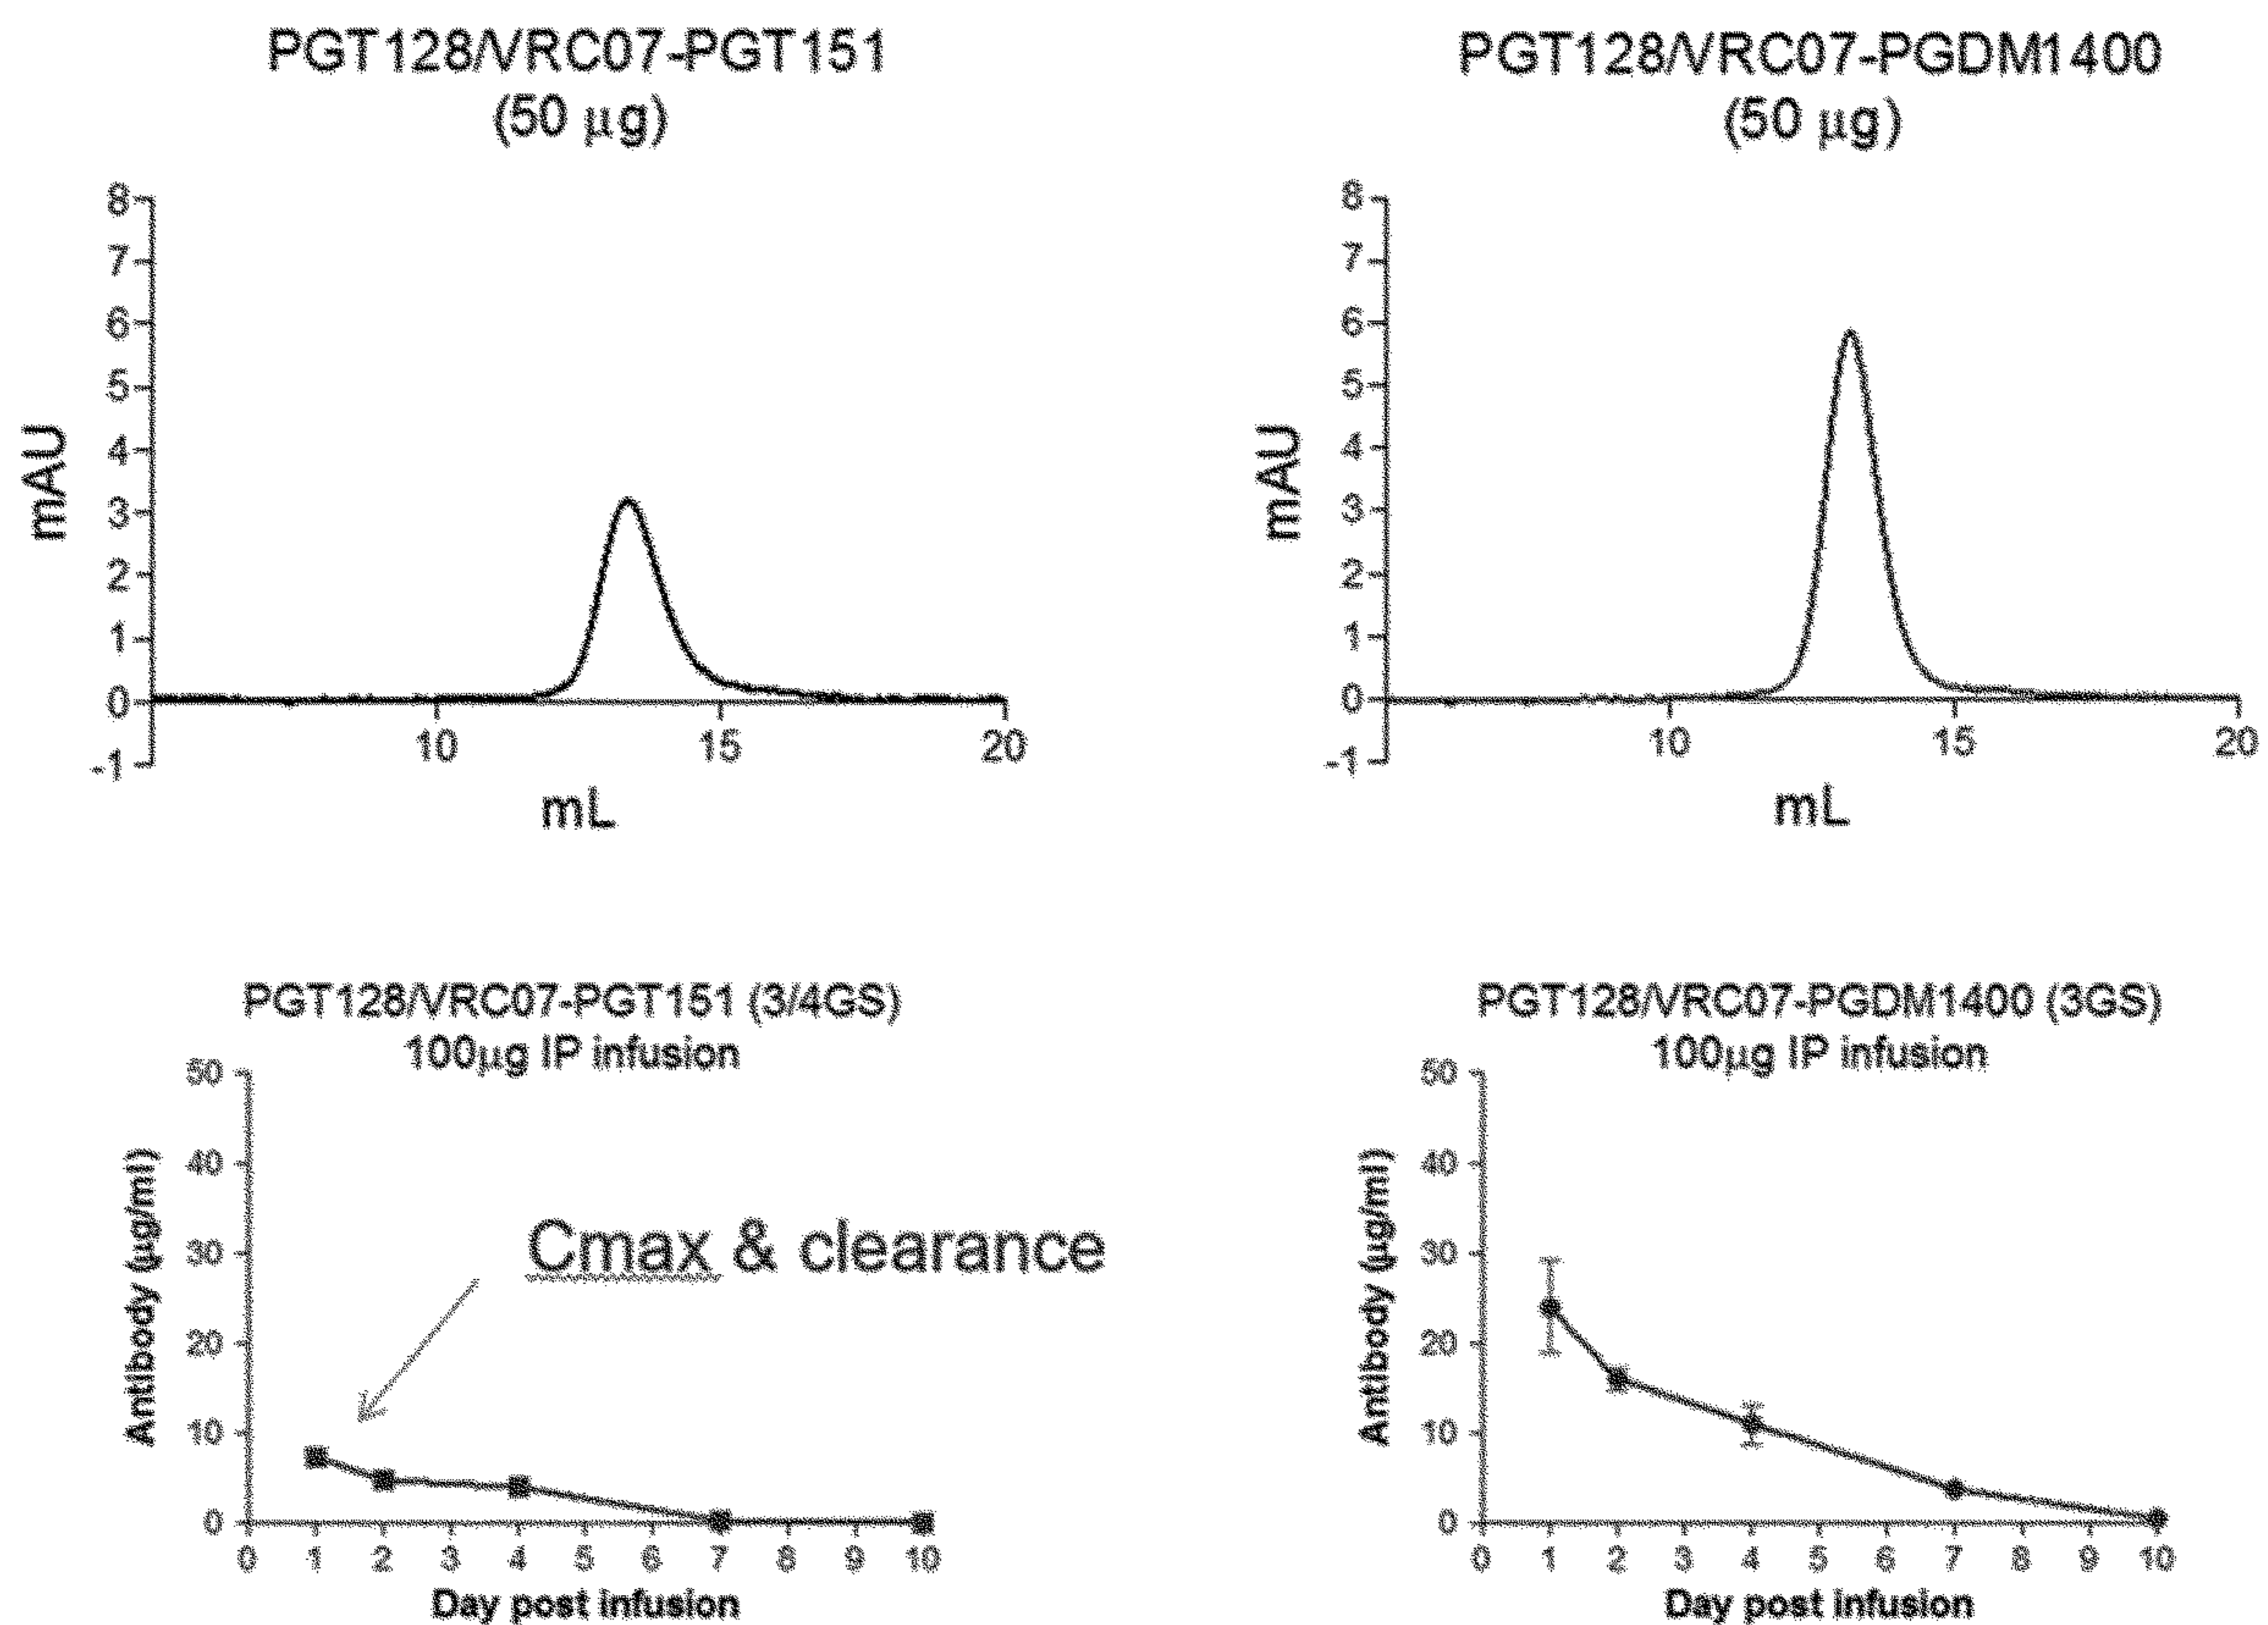 PGT128/VRC07-PGT151
(50 µg)
8
7
6
5
4
3
2
1
0
-1
mAU
10
15
20
mL
PGT128/VRC07-PGDM1400
(50 µg)
8
7
6
5
4
3
2
1
0
-1
mAU
10
15
20
mL
PGT128/VRC07-PGT151 (3/4GS)
100µg IP infusion
50
40
30
20
10
0
Antibody (µg/ml)
Cmax & clearance
0 1 2 3 4 5 6 7 8 9 10
Day post infusion
PGT128/VRC07-PGDM1400 (3GS)
100µg IP infusion
50
40
30
20
10
0
Antibody (µg/ml)
0 1 2 3 4 5 6 7 8 9 10
Day post infusion